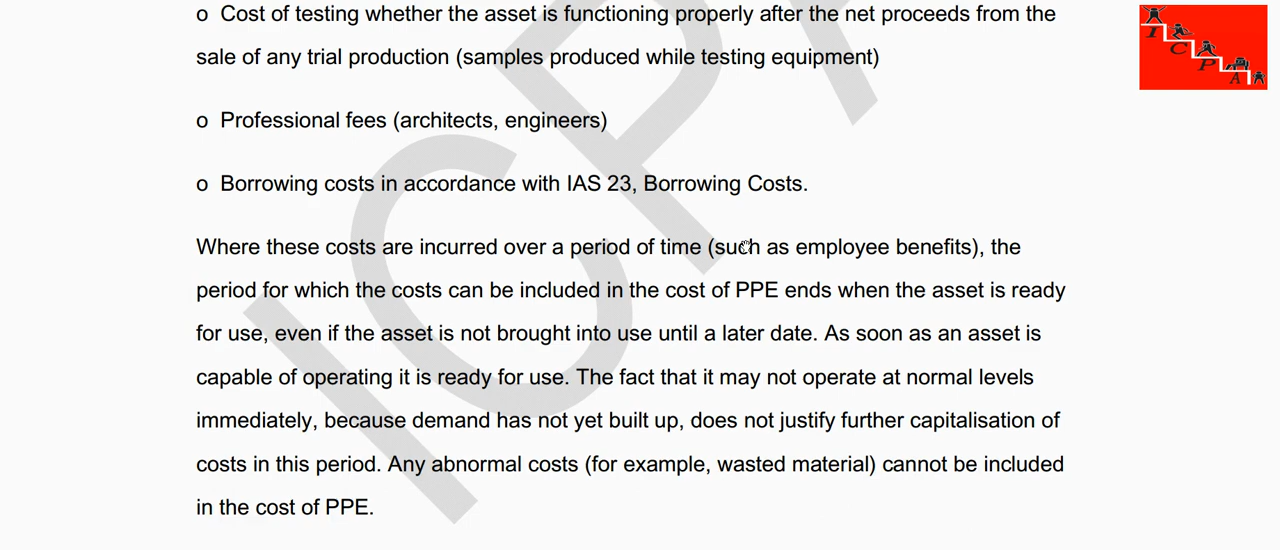 o Cost of testing whether the asset is functioning properly after the net proceeds from the
sale of any trial production (samples produced while testing equipment)
o Professional fees (architects, engineers)
o Borrowing costs in accordance with IAS 23, Borrowing Costs.
Where these costs are incurred over a period of time (such as employee benefits), the
period for which the costs can be included in the cost of PPE ends when the asset is ready
for use, even if the asset is not brought into use until a later date. As soon as an asset is
capable of operating it is ready for use. The fact that it may not operate at normal levels
immediately, because demand has not yet built up, does not justify further capitalisation of
costs in this period. Any abnormal costs (for example, wasted material) cannot be included
in the cost of PPE.
I C P A
ICPA